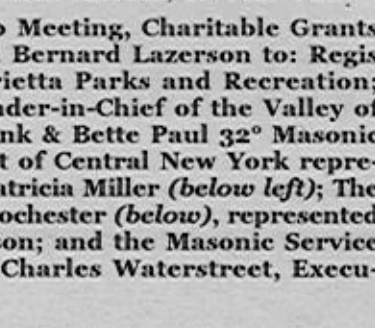 Meeting, Charitable Grants
Bernard Lazerson to: Regis
rietta Parks and Recreation;
nder-in-Chief of the Valley of
nk & Bette Paul 32° Masonic
t of Central New York repre-
atricia Miller (below left); The
ochester (below), represented
son; and the Masonic Service
Charles Waterstreet, Execu-